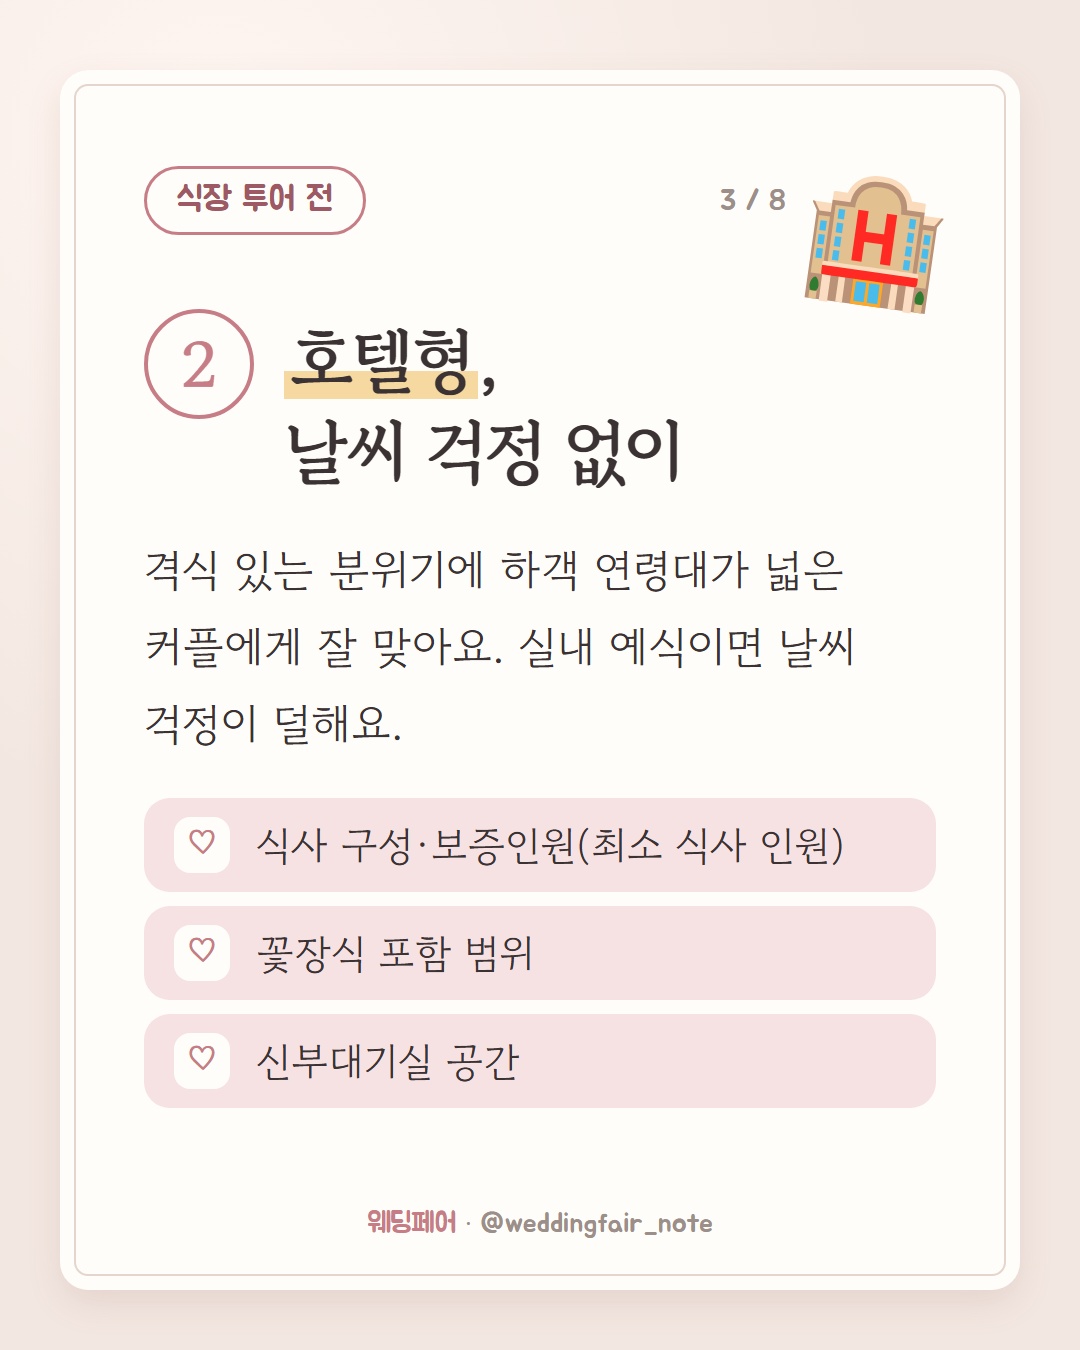 식장 투어 전
3 / 8
H
2
호텔형,
날씨 걱정 없이
격식 있는 분위기에 하객 연령대가 넓은
커플에게 잘 맞아요. 실내 예식이면 날씨
걱정이 덜해요.
식사 구성·보증인원(최소 식사 인원)
꽃장식 포함 범위
신부대기실 공간
웨딩페어 · @weddingfair_note